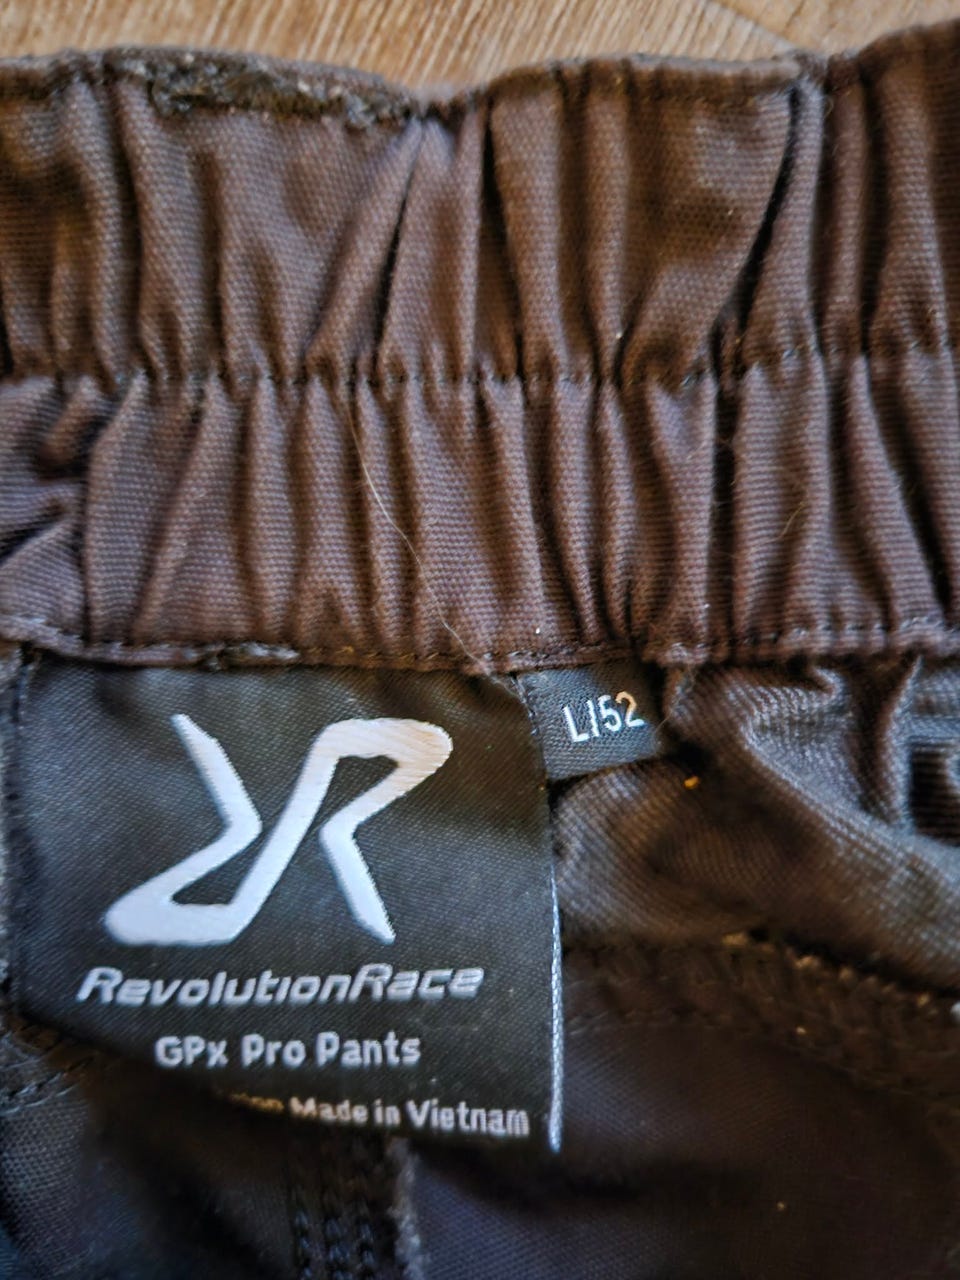 L/52
RevolutionRace
GPx Pro Pants
Made in Vietnam